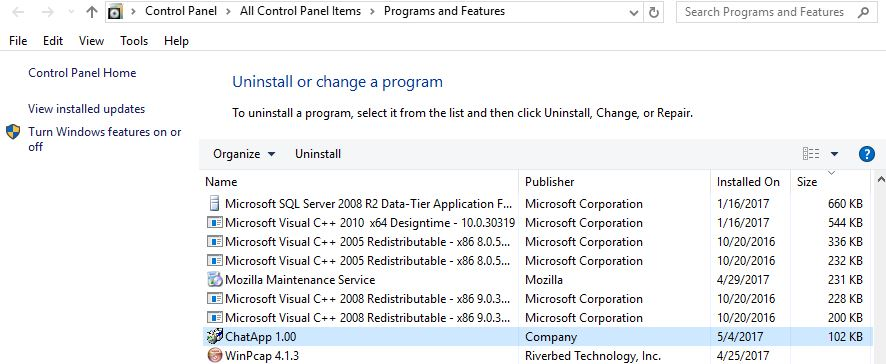 Control Panel > All Control Panel Items > Programs and Features
Search Programs and Features
File Edit View Tools Help
Control Panel Home
View installed updates
Turn Windows features on or
off
Uninstall or change a program
To uninstall a program, select it from the list and then click Uninstall, Change, or Repair.
Organize Uninstall
Name Publisher Installed On Size
Microsoft SQL Server 2008 R2 Data-Tier Application F... Microsoft Corporation 1/16/2017 660 KB
Microsoft Visual C++ 2010 x64 Designtime - 10.0.30319 Microsoft Corporation 1/16/2017 544 KB
Microsoft Visual C++ 2005 Redistributable - x86 8.0.5... Microsoft Corporation 10/20/2016 336 KB
Microsoft Visual C++ 2005 Redistributable - x86 8.0.5... Microsoft Corporation 10/20/2016 232 KB
Mozilla Maintenance Service Mozilla 4/29/2017 231 KB
Microsoft Visual C++ 2008 Redistributable - x86 9.0.3... Microsoft Corporation 10/20/2016 228 KB
Microsoft Visual C++ 2008 Redistributable - x86 9.0.3... Microsoft Corporation 10/20/2016 200 KB
ChatApp 1.00 Company 5/4/2017 102 KB
WinPcap 4.1.3 Riverbed Technology, Inc. 4/25/2017